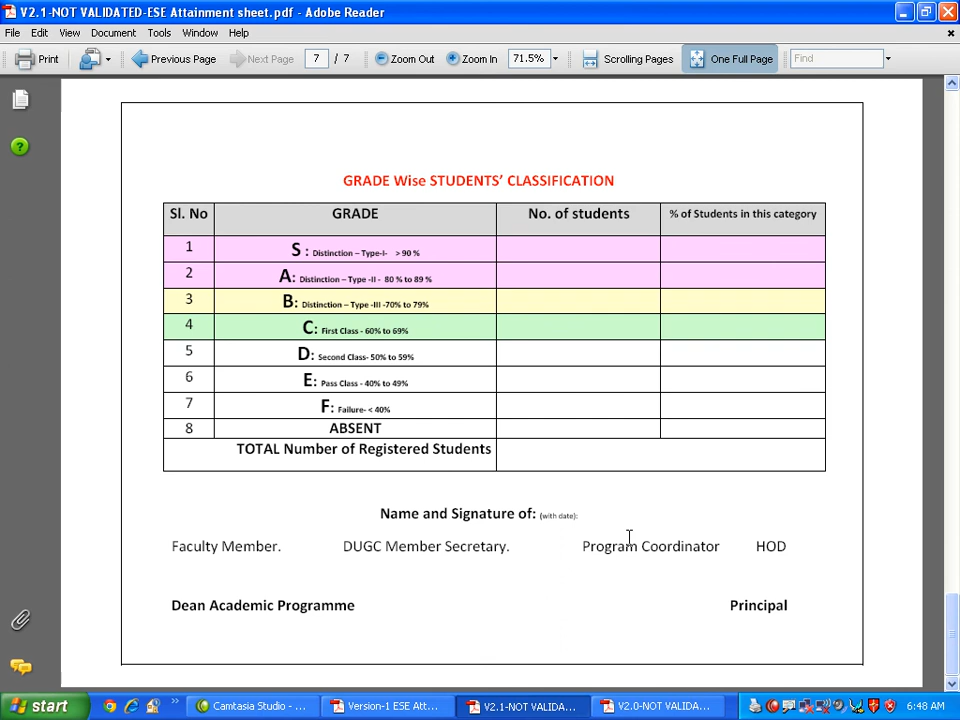 V2.1-NOT VALIDATED-ESE Attainment sheet.pdf - Adobe Reader
File Edit View Document Tools Window Help
Print Previous Page Next Page 7 / 7 Zoom Out Zoom In 71.5% Scrolling Pages One Full Page Find
GRADE Wise STUDENTS’ CLASSIFICATION
Sl. No GRADE No. of students % of Students in this category
1 S : Distinction – Type-I- > 90 %
2 A: Distinction – Type -II - 80 % to 89 %
3 B: Distinction – Type -III -70% to 79%
4 C: First Class - 60% to 69%
5 D: Second Class- 50% to 59%
6 E: Pass Class - 40% to 49%
7 F: Failure- < 40%
8 ABSENT
TOTAL Number of Registered Students
Name and Signature of: (with date):
Faculty Member. DUGC Member Secretary. Program Coordinator HOD
Dean Academic Programme Principal
start Camtasia Studio - ... Version-1 ESE Att... V2.1-NOT VALIDA... V2.0-NOT VALIDA... 6:48 AM